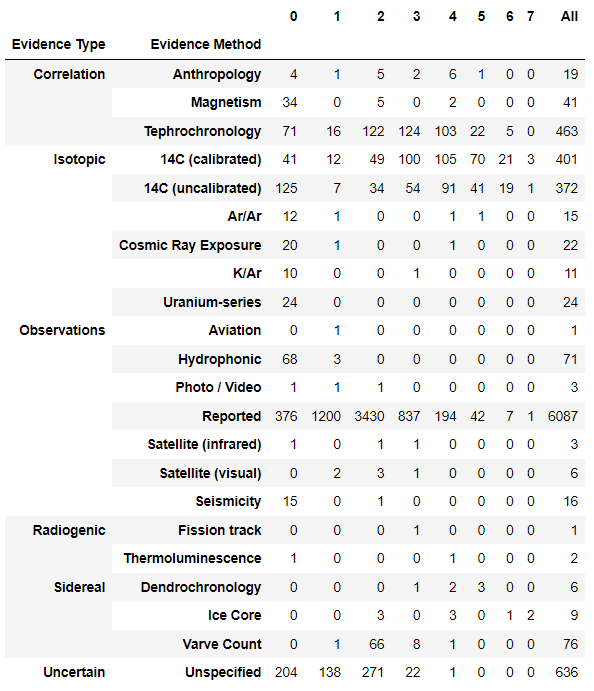 0 1 2 3 4 5 6 7 All
Evidence Type Evidence Method
Correlation Anthropology 4 1 5 2 6 1 0 0 19
Magnetism 34 0 5 0 2 0 0 0 41
Tephrochronology 71 16 122 124 103 22 5 0 463
Isotopic 14C (calibrated) 41 12 49 100 105 70 21 3 401
14C (uncalibrated) 125 7 34 54 91 41 19 1 372
Ar/Ar 12 1 0 0 1 1 0 0 15
Cosmic Ray Exposure 20 1 0 0 1 0 0 0 22
K/Ar 10 0 0 1 0 0 0 0 11
Uranium-series 24 0 0 0 0 0 0 0 24
Observations Aviation 0 1 0 0 0 0 0 0 1
Hydrophonic 68 3 0 0 0 0 0 0 71
Photo / Video 1 1 1 0 0 0 0 0 3
Reported 376 1200 3430 837 194 42 7 1 6087
Satellite (infrared) 1 0 1 1 0 0 0 0 3
Satellite (visual) 0 2 3 1 0 0 0 0 6
Seismicity 15 0 1 0 0 0 0 0 16
Radiogenic Fission track 0 0 0 1 0 0 0 0 1
Thermoluminescence 1 0 0 0 1 0 0 0 2
Sidereal Dendrochronology 0 0 0 1 2 3 0 0 6
Ice Core 0 0 3 0 3 0 1 2 9
Varve Count 0 1 66 8 1 0 0 0 76
Uncertain Unspecified 204 138 271 22 1 0 0 0 636